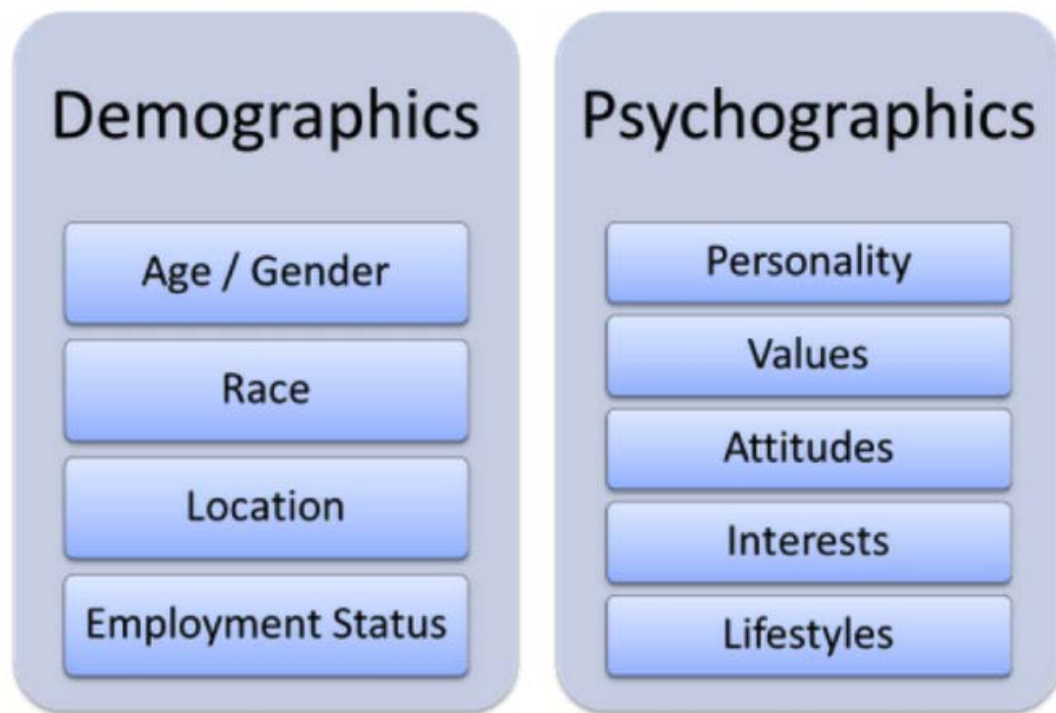 Demographics
Age / Gender
Race
Location
Employment Status
Psychographics
Personality
Values
Attitudes
Interests
Lifestyles